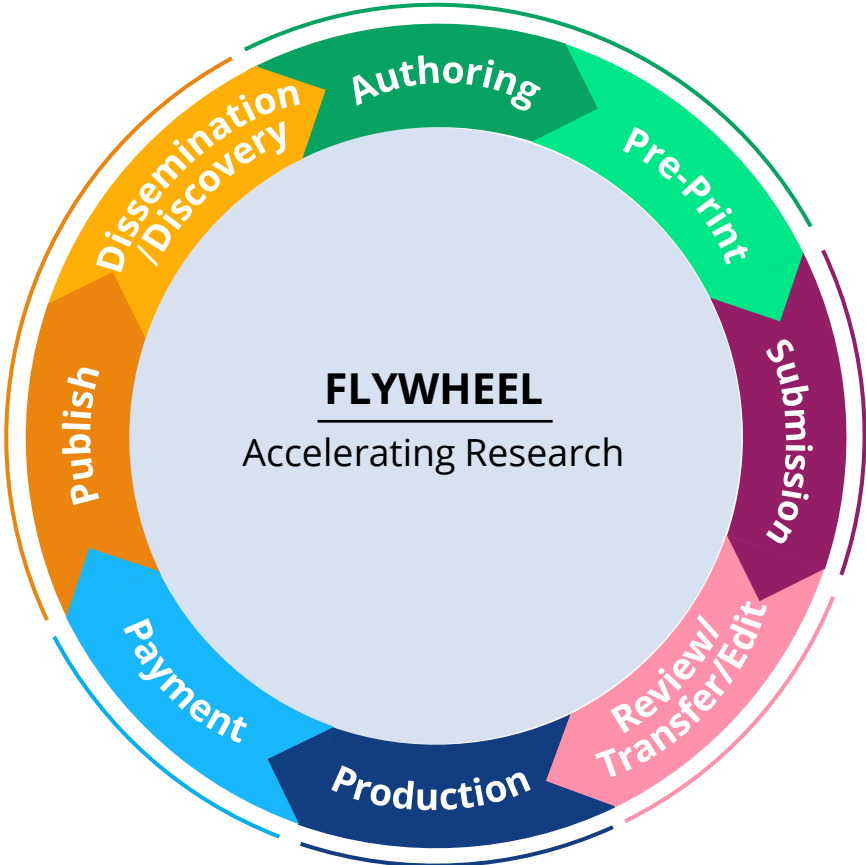 FLYWHEEL
Accelerating Research
Authoring
Pre-Print
Submission
Review/
Transfer/Edit
Production
Payment
Publish
Dissemination
/Discovery